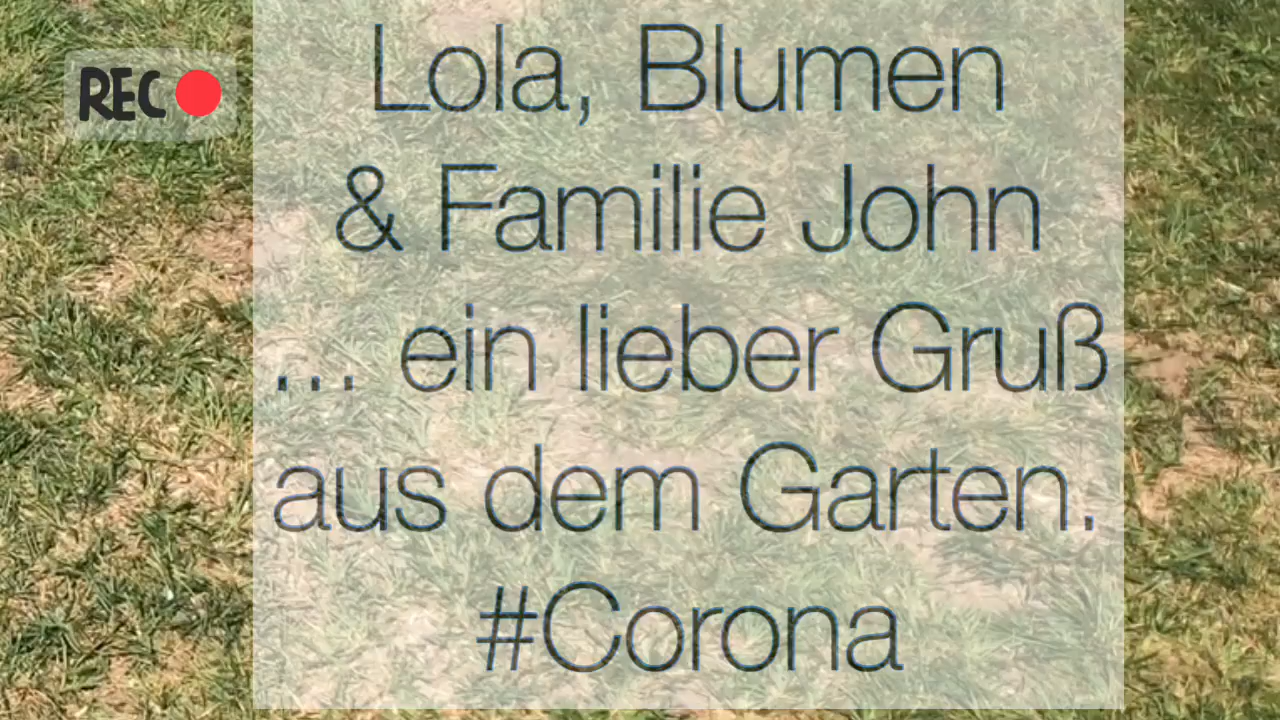 REC
Lola, Blumen
& Familie John
... ein lieber Gruß
aus dem Garten.
#Corona